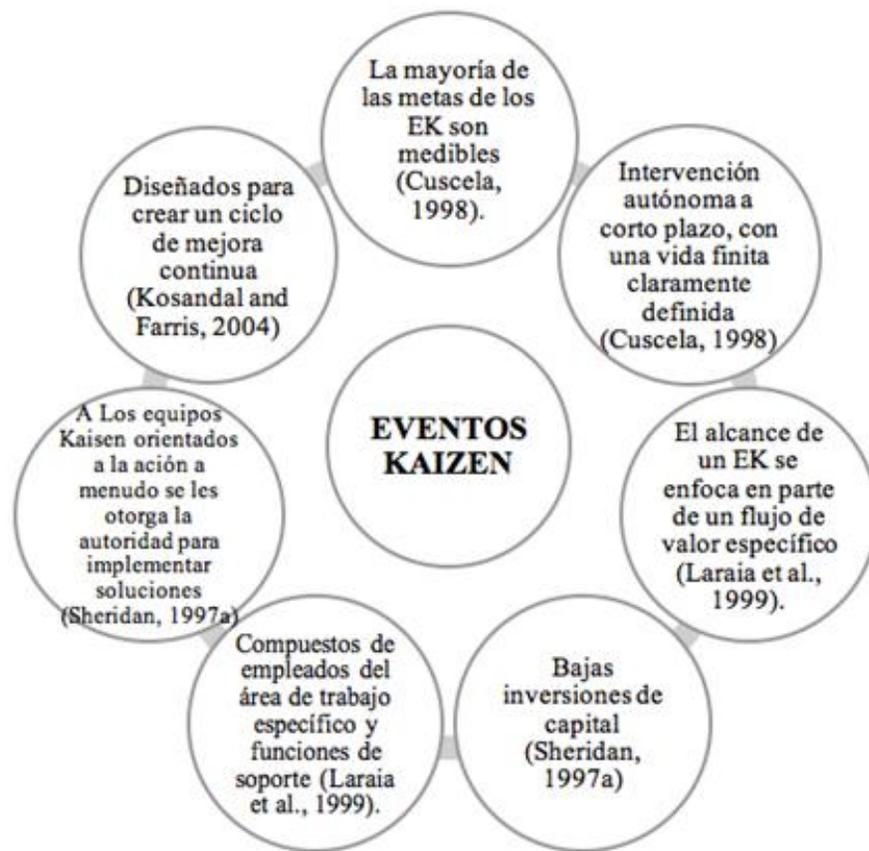 La mayoría de
las metas de los
EK son
medibles
(Cuscela,
1998).
Intervención
autónoma a
corto plazo, con
una vida finita
claramente
definida
(Cuscela, 1998)
El alcance de
un EK se
enfoca en parte
de un flujo de
valor específico
(Laraia et al.,
1999).
Bajas
inversiones de
capital
(Sheridan,
1997a)
Compuestos de
empleados del
área de trabajo
específico y
funciones de
soporte (Laraia
et al., 1999).
A Los equipos
Kaisen orientados
a la ación a
menudo se les
otorga la
autoridad para
implementar
soluciones
(Sheridan, 1997a)
Diseñados para
crear un ciclo
de mejora
continua
(Kosandal and
Farris, 2004)
EVENTOS
KAIZEN